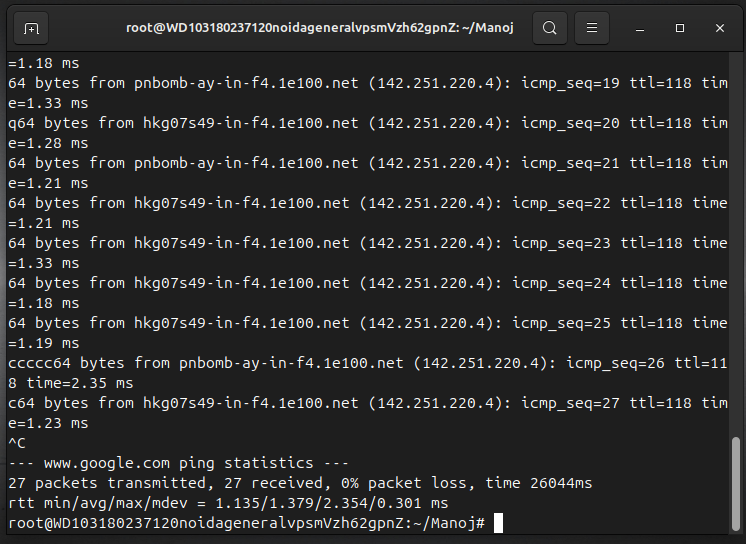 root@WD103180237120noidageneralvpsmVzh62gpnZ: ~/Manoj
=1.18 ms
64 bytes from pnbomb-ay-in-f4.1e100.net (142.251.220.4): icmp_seq=19 ttl=118 tim
e=1.33 ms
q64 bytes from hkg07s49-in-f4.1e100.net (142.251.220.4): icmp_seq=20 ttl=118 tim
e=1.28 ms
64 bytes from pnbomb-ay-in-f4.1e100.net (142.251.220.4): icmp_seq=21 ttl=118 tim
e=1.21 ms
64 bytes from hkg07s49-in-f4.1e100.net (142.251.220.4): icmp_seq=22 ttl=118 time
=1.21 ms
64 bytes from hkg07s49-in-f4.1e100.net (142.251.220.4): icmp_seq=23 ttl=118 time
=1.33 ms
64 bytes from hkg07s49-in-f4.1e100.net (142.251.220.4): icmp_seq=24 ttl=118 time
=1.18 ms
64 bytes from hkg07s49-in-f4.1e100.net (142.251.220.4): icmp_seq=25 ttl=118 time
=1.19 ms
ccccc64 bytes from pnbomb-ay-in-f4.1e100.net (142.251.220.4): icmp_seq=26 ttl=11
8 time=2.35 ms
c64 bytes from hkg07s49-in-f4.1e100.net (142.251.220.4): icmp_seq=27 ttl=118 tim
e=1.23 ms
^C
--- www.google.com ping statistics ---
27 packets transmitted, 27 received, 0% packet loss, time 26044ms
rtt min/avg/max/mdev = 1.135/1.379/2.354/0.301 ms
root@WD103180237120noidageneralvpsmVzh62gpnZ:~/Manoj#